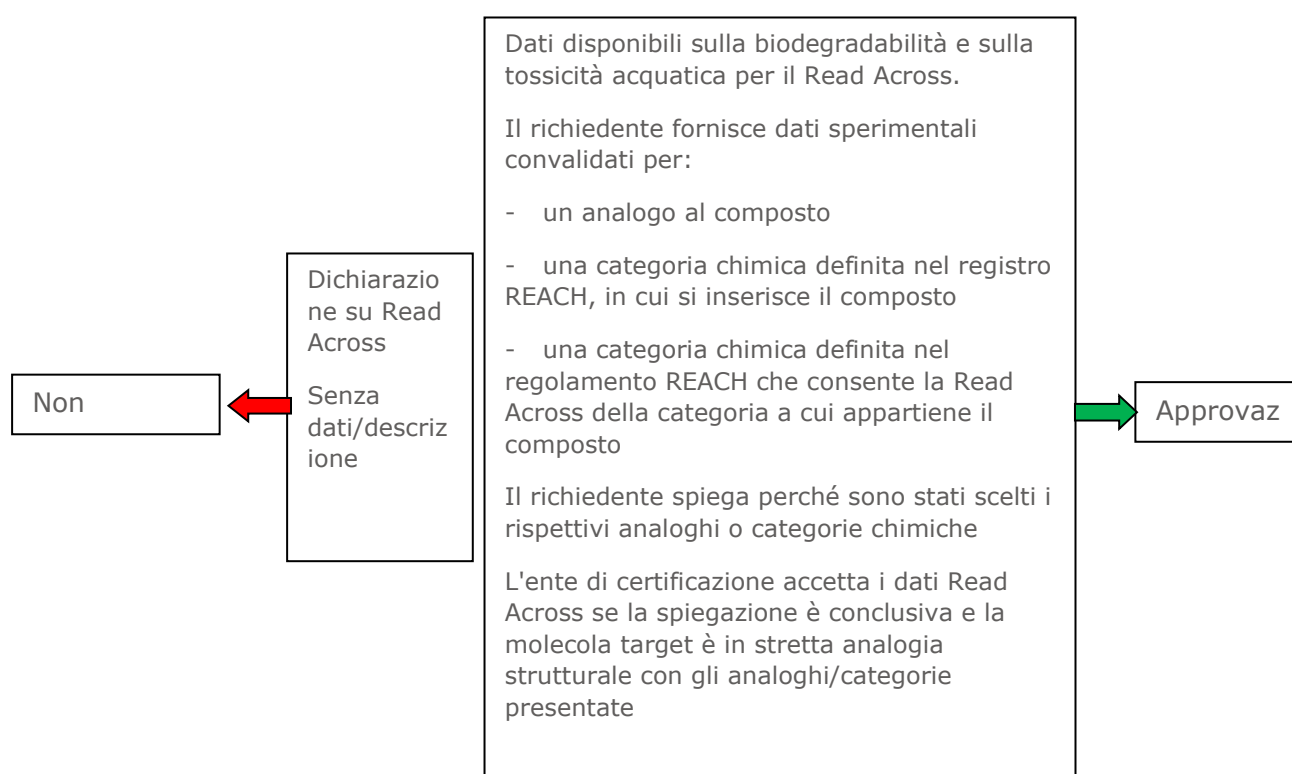 Dati disponibili sulla biodegradabilità e sulla
tossicità acquatica per il Read Across.
Il richiedente fornisce dati sperimentali
convalidati per:
- un analogo al composto
- una categoria chimica definita nel registro
REACH, in cui si inserisce il composto
- una categoria chimica definita nel
regolamento REACH che consente la Read
Across della categoria a cui appartiene il
composto
Il richiedente spiega perché sono stati scelti i
rispettivi analoghi o categorie chimiche
L'ente di certificazione accetta i dati Read
Across se la spiegazione è conclusiva e la
molecola target è in stretta analogia
strutturale con gli analoghi/categorie
presentate
Dichiarazio
ne su Read
Across
Senza
dati/descriz
ione
Non
Approvaz